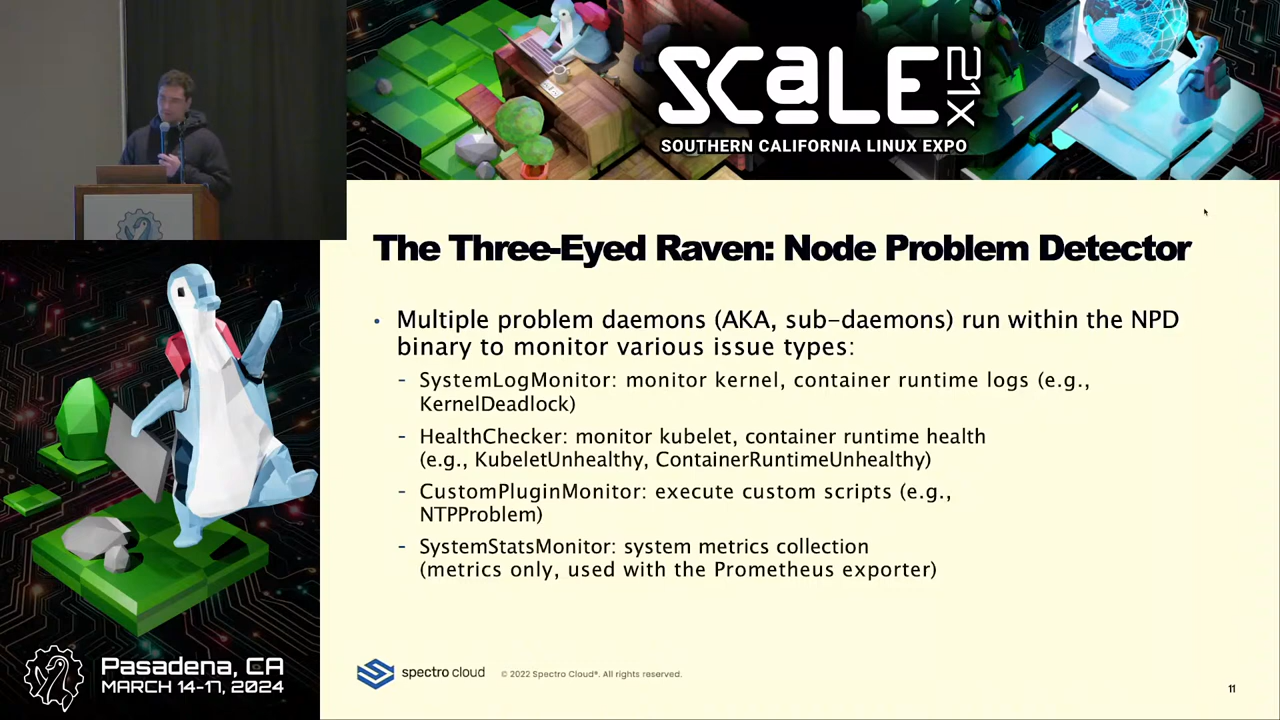 SCALE 21X
SOUTHERN CALIFORNIA LINUX EXPO
The Three-Eyed Raven: Node Problem Detector
• Multiple problem daemons (AKA, sub-daemons) run within the NPD
binary to monitor various issue types:
- SystemLogMonitor: monitor kernel, container runtime logs (e.g.,
KernelDeadlock)
- HealthChecker: monitor kubelet, container runtime health
(e.g., KubeletUnhealthy, ContainerRuntimeUnhealthy)
- CustomPluginMonitor: execute custom scripts (e.g.,
NTPProblem)
- SystemStatsMonitor: system metrics collection
(metrics only, used with the Prometheus exporter)
Pasadena, CA
MARCH 14-17, 2024
spectro cloud
© 2022 Spectro Cloud®. All rights reserved.
11